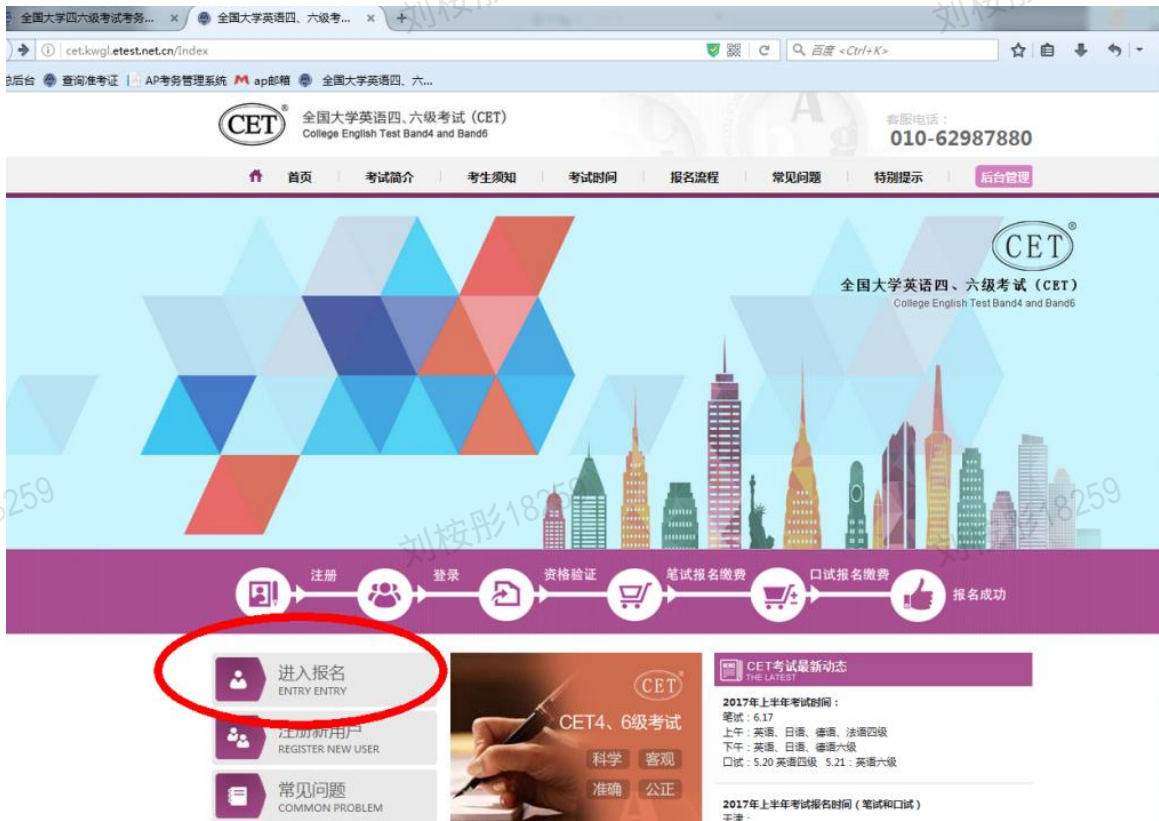 全国大学四六级考试考务...
全国大学英语四、六级考...
cet.kwgl.etest.net.cn/Index
百度 <Ctrl+K>
总后台 查询准考证 AP考务管理系统 ap邮箱 全国大学英语四、六...
CET®
全国大学英语四、六级考试（CET）
College English Test Band4 and Band6
客服电话：
010-62987880
首页 考试简介 考生须知 考试时间 报名流程 常见问题 特别提示 后台管理
CET®
全国大学英语四、六级考试（CET）
College English Test Band4 and Band6
注册 登录 资格验证 笔试报名缴费 口试报名缴费 报名成功
进入报名
ENTRY ENTRY
注册新用户
REGISTER NEW USER
常见问题
COMMON PROBLEM
CET
CET4、6级考试
科学 客观
准确 公正
CET考试最新动态
THE LATEST
2017年上半年考试时间：
笔试：6.17
上午：英语、日语、德语、法语四级
下午：英语、日语、德语六级
口试：5.20 英语四级 5.21：英语六级
2017年上半年考试报名时间（笔试和口试）
天津：
刘桉彤18259